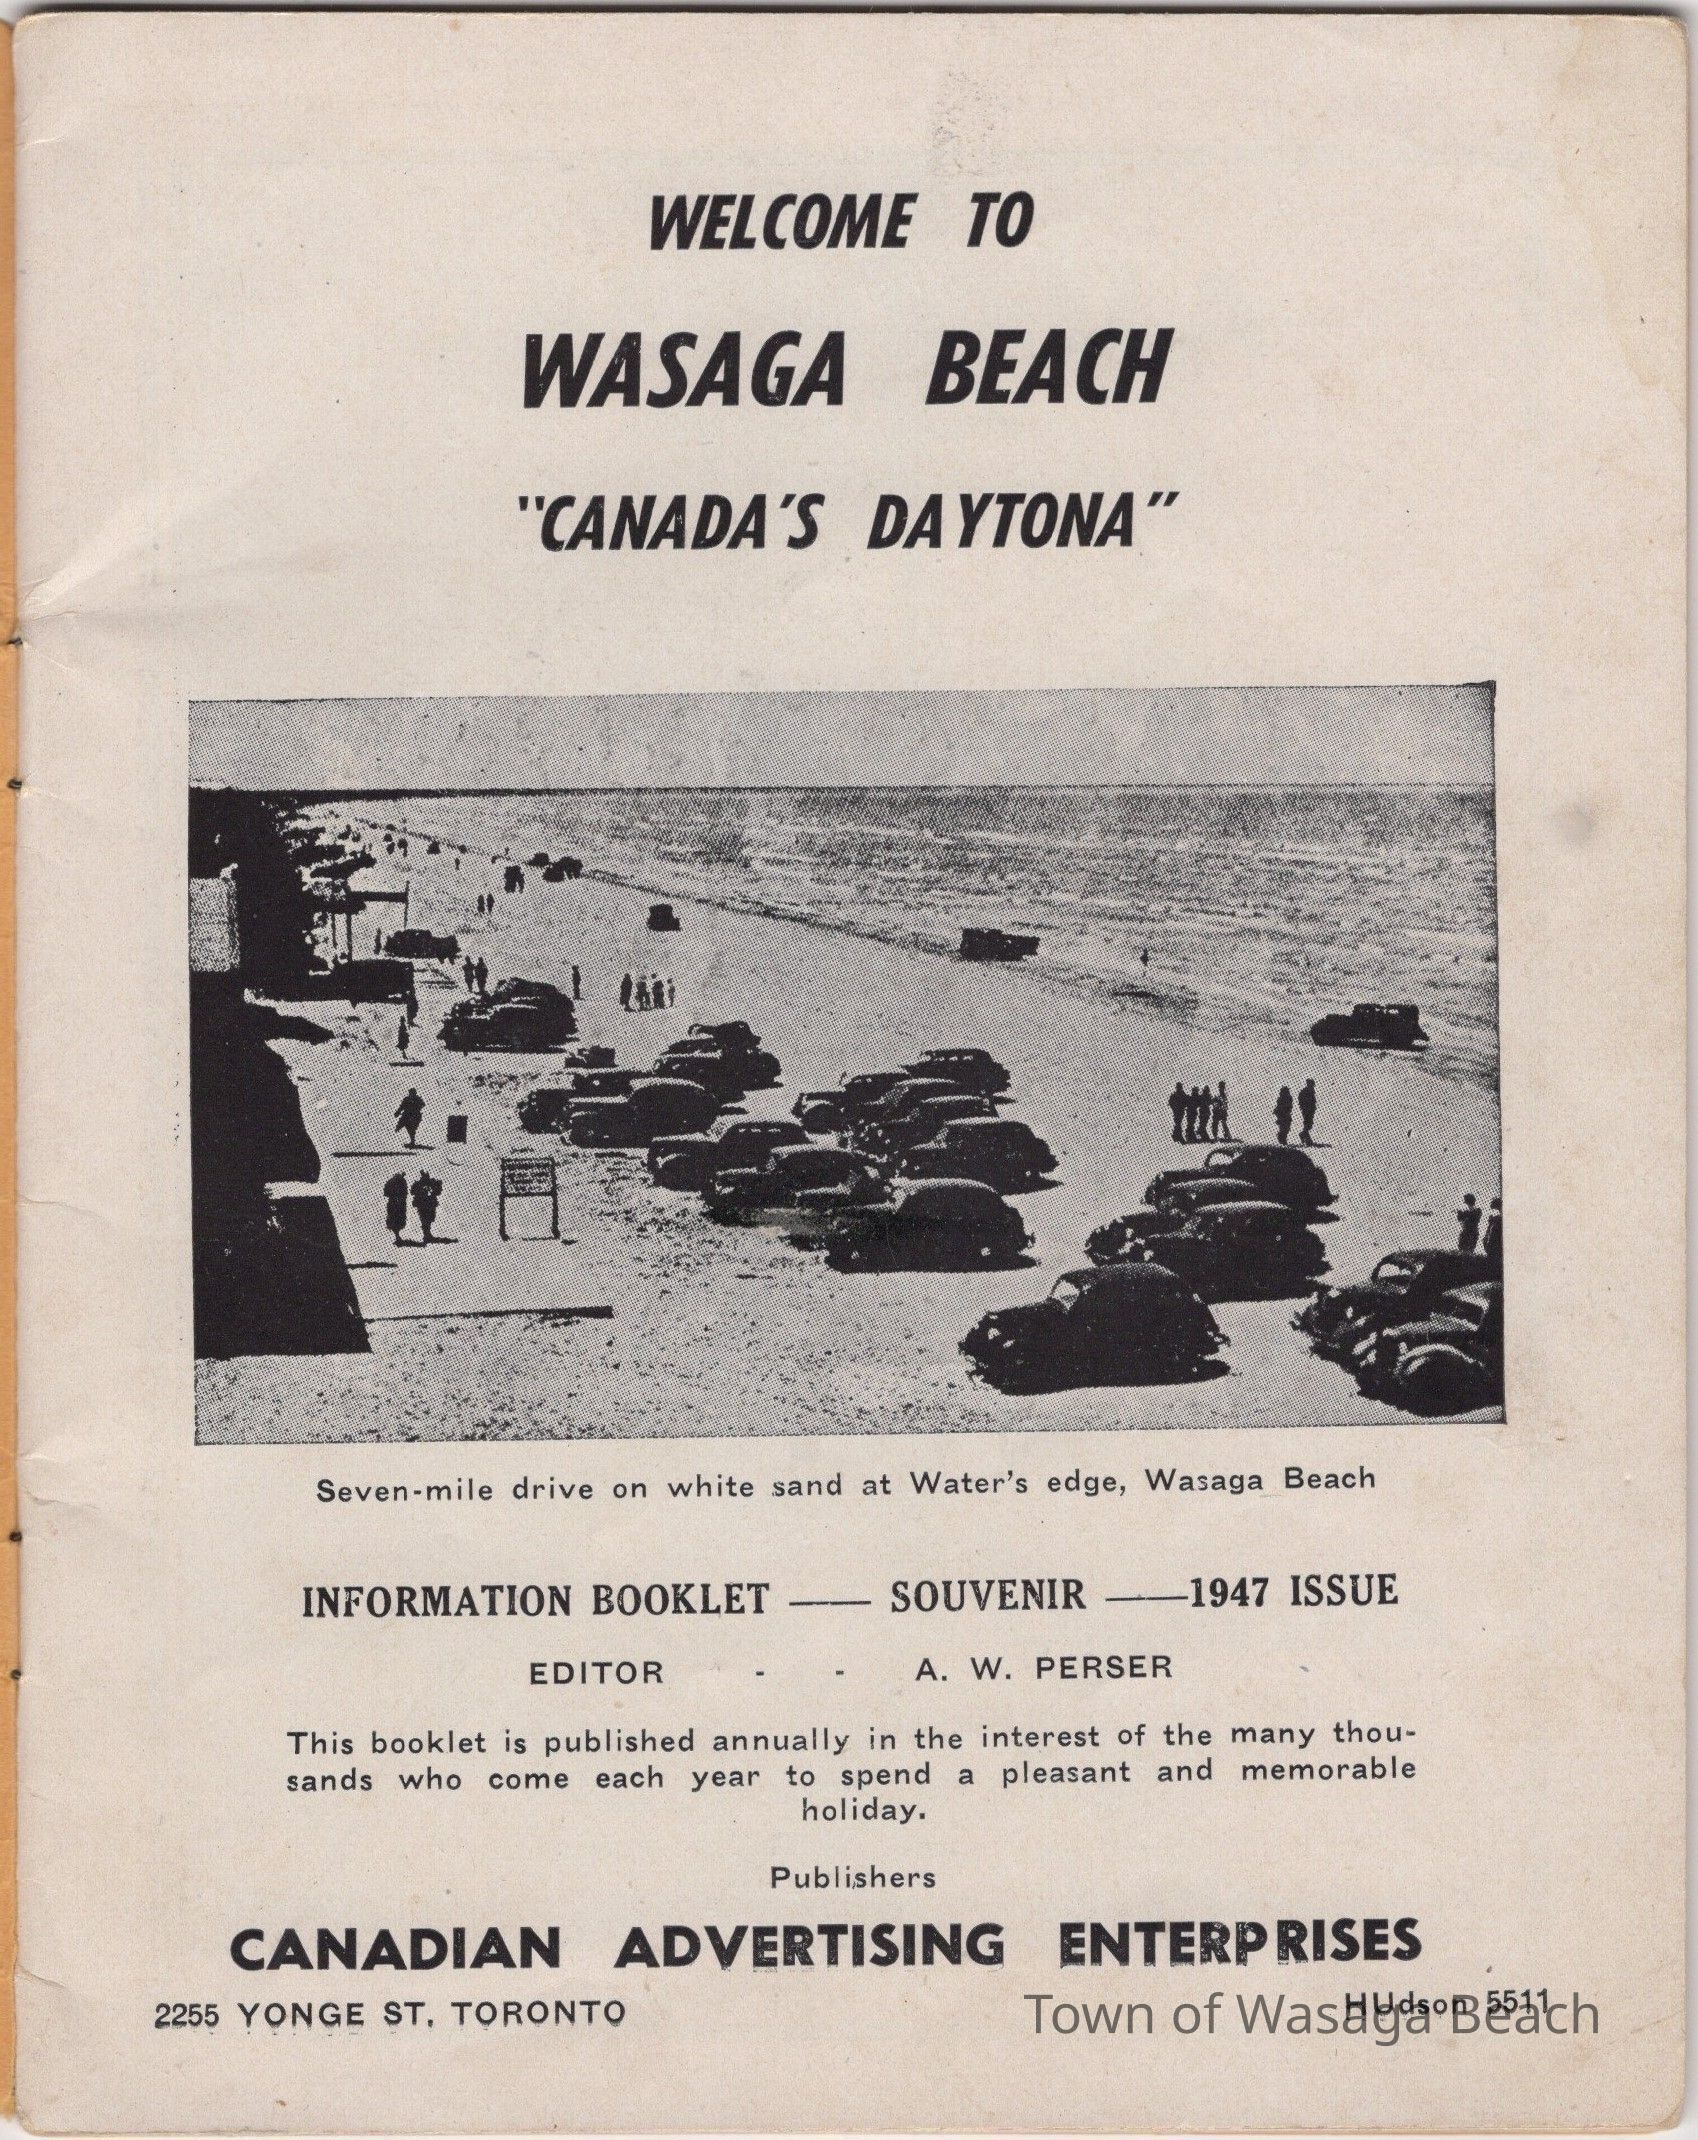 WELCOME TO
WASAGA BEACH
"CANADA'S DAYTONA"
Seven-mile drive on white sand at Water's edge, Wasaga Beach
INFORMATION BOOKLET —— SOUVENIR ——1947 ISSUE
EDITOR - - A. W. PERSER
This booklet is published annually in the interest of the many thou-
sands who come each year to spend a pleasant and memorable
holiday.
Publishers
CANADIAN ADVERTISING ENTERPRISES
2255 YONGE ST. TORONTO HUdson 5511
Town of Wasaga Beach